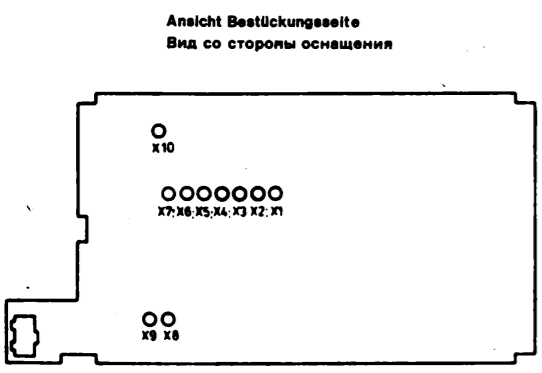 Ansicht Bestückungsseite
Вид со стороны оснащения
X10
X7; X6; X5; X4; X3 X2; X1
X9 X8